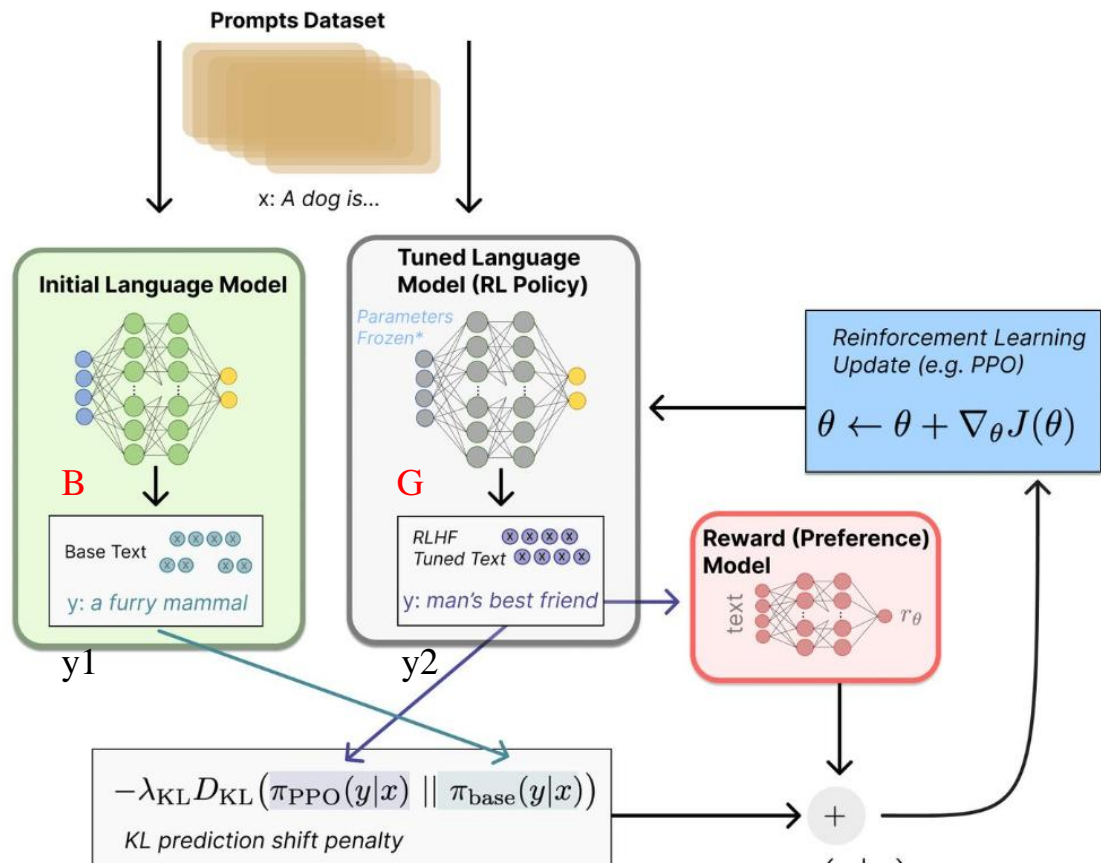 Prompts Dataset
x: A dog is...
Initial Language Model
Tuned Language
Model (RL Policy)
Parameters
Frozen*
Reinforcement Learning
Update (e.g. PPO)
θ ← θ + ∇θJ(θ)
B
G
Base Text
x x x x
x x x x
y: a furry mammal
RLHF
Tuned Text
x x x x
x x x x
y: man's best friend
Reward (Preference)
Model
text
rθ
y1
y2
−λKL DKL(πPPO(y|x) || πbase(y|x))
KL prediction shift penalty
+